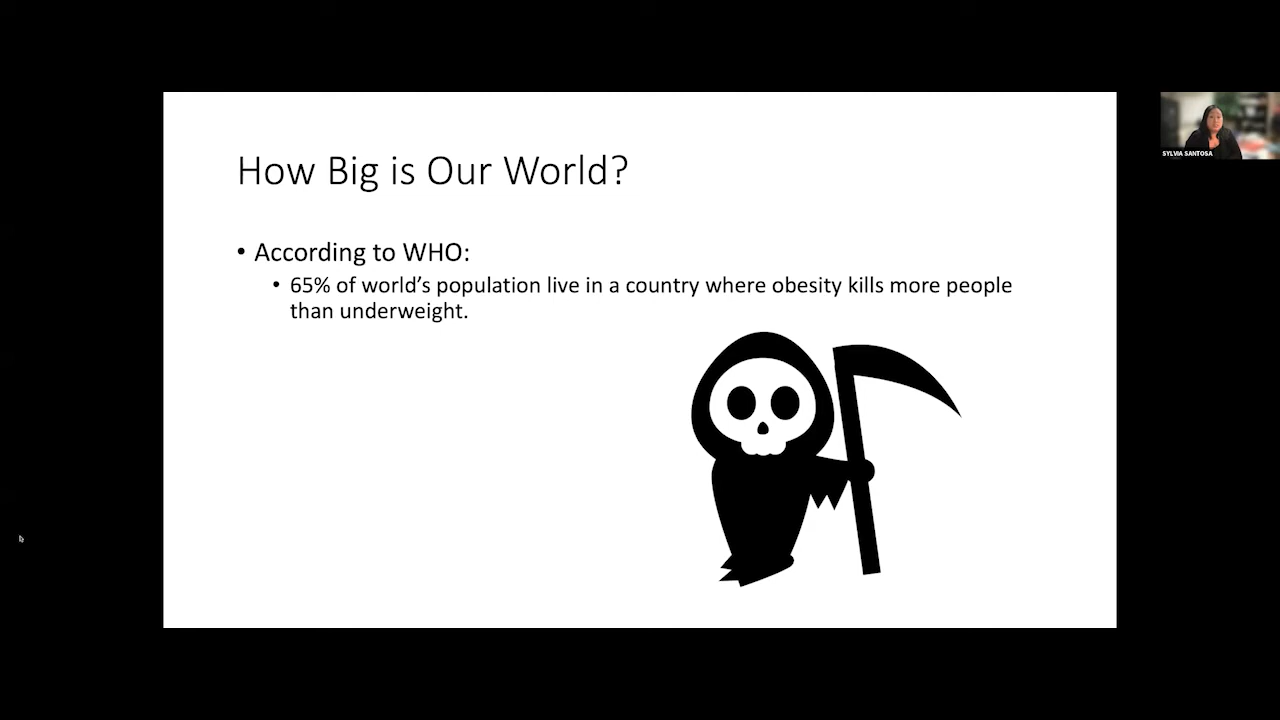 How Big is Our World?
• According to WHO:
• 65% of world’s population live in a country where obesity kills more people
than underweight.
SYLVIA SANTOSA